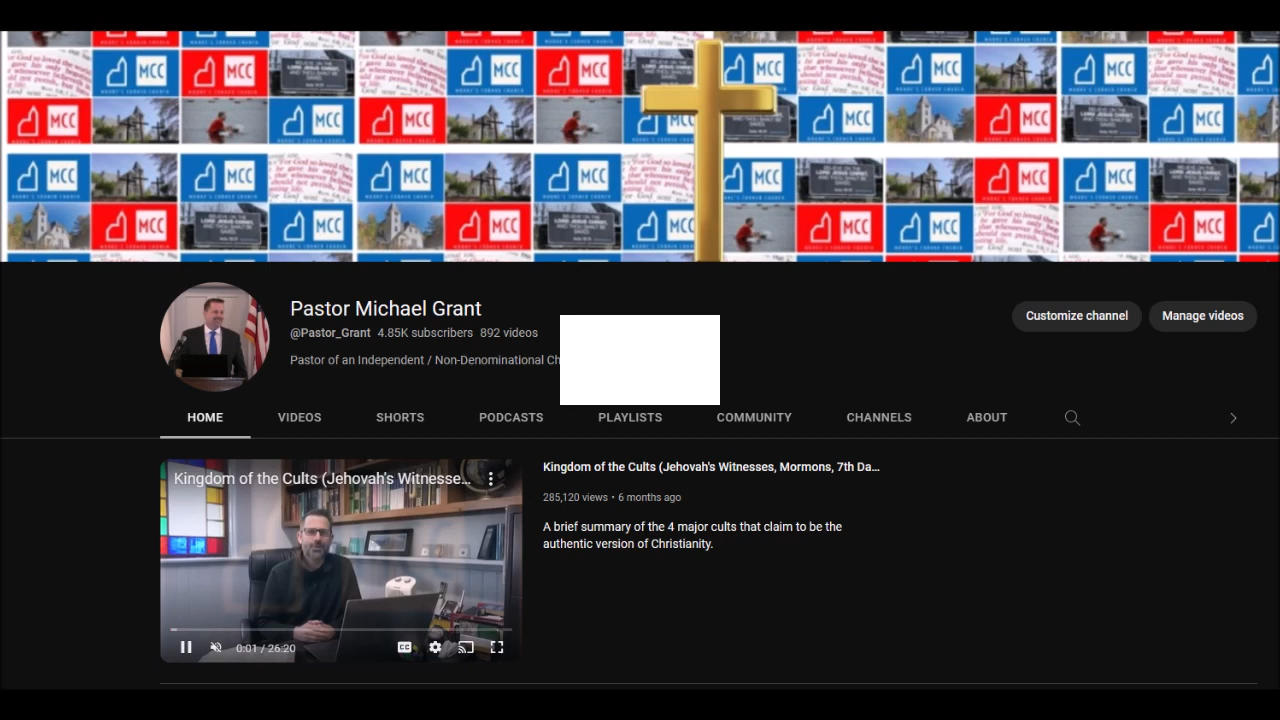 MCC
Pastor Michael Grant
@Pastor_Grant 4.85K subscribers 892 videos
Pastor of an Independent / Non-Denominational Ch
Customize channel
Manage videos
HOME
VIDEOS
SHORTS
PODCASTS
PLAYLISTS
COMMUNITY
CHANNELS
ABOUT
Kingdom of the Cults (Jehovah's Witnesse...
CC
0:01 / 26:20
Kingdom of the Cults (Jehovah's Witnesses, Mormons, 7th Da...
285,120 views • 6 months ago
A brief summary of the 4 major cults that claim to be the
authentic version of Christianity.